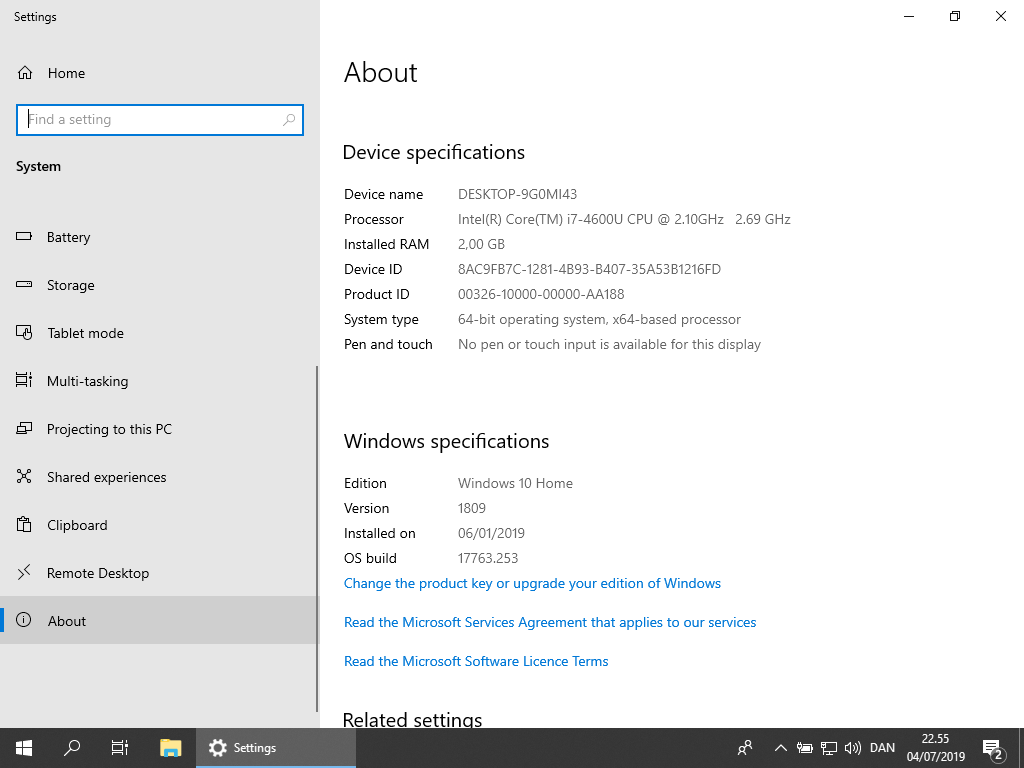 Settings
Home
Find a setting
System
Battery
Storage
Tablet mode
Multi-tasking
Projecting to this PC
Shared experiences
Clipboard
Remote Desktop
About
About
Device specifications
Device name DESKTOP-9G0MI43
Processor Intel(R) Core(TM) i7-4600U CPU @ 2.10GHz 2.69 GHz
Installed RAM 2,00 GB
Device ID 8AC9FB7C-1281-4B93-B407-35A53B1216FD
Product ID 00326-10000-00000-AA188
System type 64-bit operating system, x64-based processor
Pen and touch No pen or touch input is available for this display
Windows specifications
Edition Windows 10 Home
Version 1809
Installed on 06/01/2019
OS build 17763.253
Change the product key or upgrade your edition of Windows
Read the Microsoft Services Agreement that applies to our services
Read the Microsoft Software Licence Terms
Related settings
Settings
DAN
22.55
04/07/2019
2